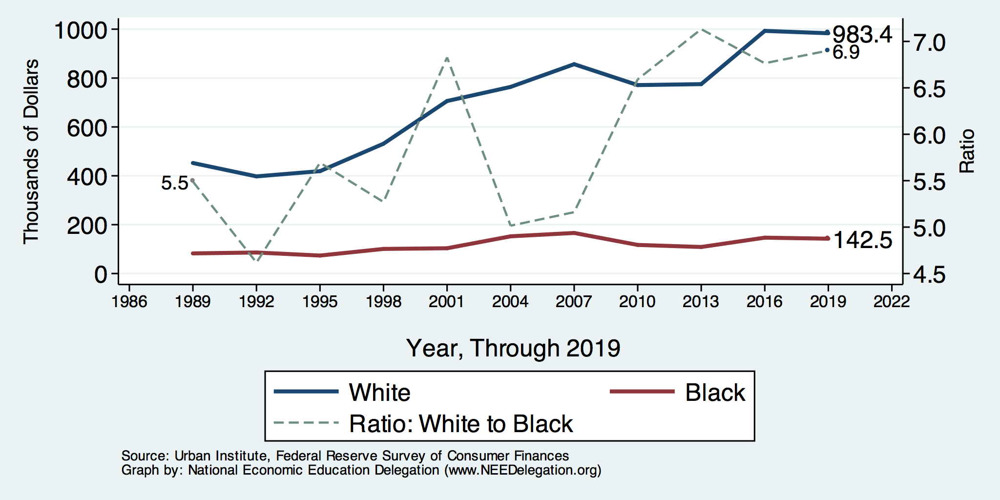 1000
800
600
400
200
0
Thousands of Dollars
7.0
6.5
6.0
5.5
5.0
4.5
Ratio
983.4
6.9
5.5
142.5
1986 1989 1992 1995 1998 2001 2004 2007 2010 2013 2016 2019 2022
Year, Through 2019
White Black
Ratio: White to Black
Source: Urban Institute, Federal Reserve Survey of Consumer Finances
Graph by: National Economic Education Delegation (www.NEEDelegation.org)